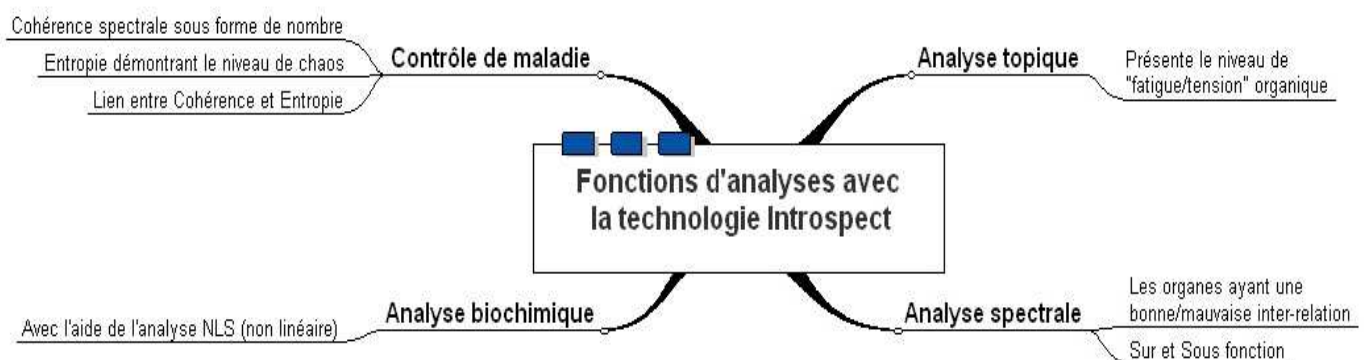 Cohérence spectrale sous forme de nombre
Entropie démontrant le niveau de chaos
Lien entre Cohérence et Entropie
Contrôle de maladie
Analyse topique
Présente le niveau de
"fatigue/tension" organique
Fonctions d'analyses avec
la technologie Introspect
Avec l'aide de l'analyse NLS (non linéaire)
Analyse biochimique
Analyse spectrale
Les organes ayant une
bonne/mauvaise inter-relation
Sur et Sous fonction